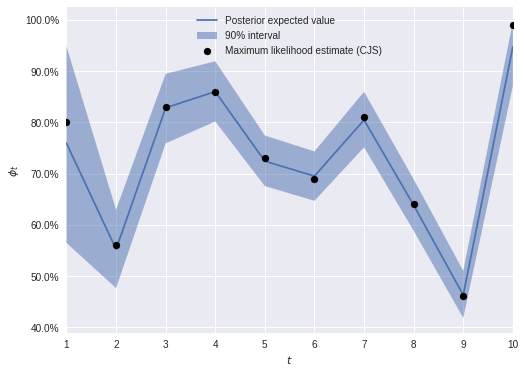 Posterior expected value
90% interval
Maximum likelihood estimate (CJS)
100.0%
90.0%
80.0%
70.0%
60.0%
50.0%
40.0%
ϕt
1 2 3 4 5 6 7 8 9 10
t